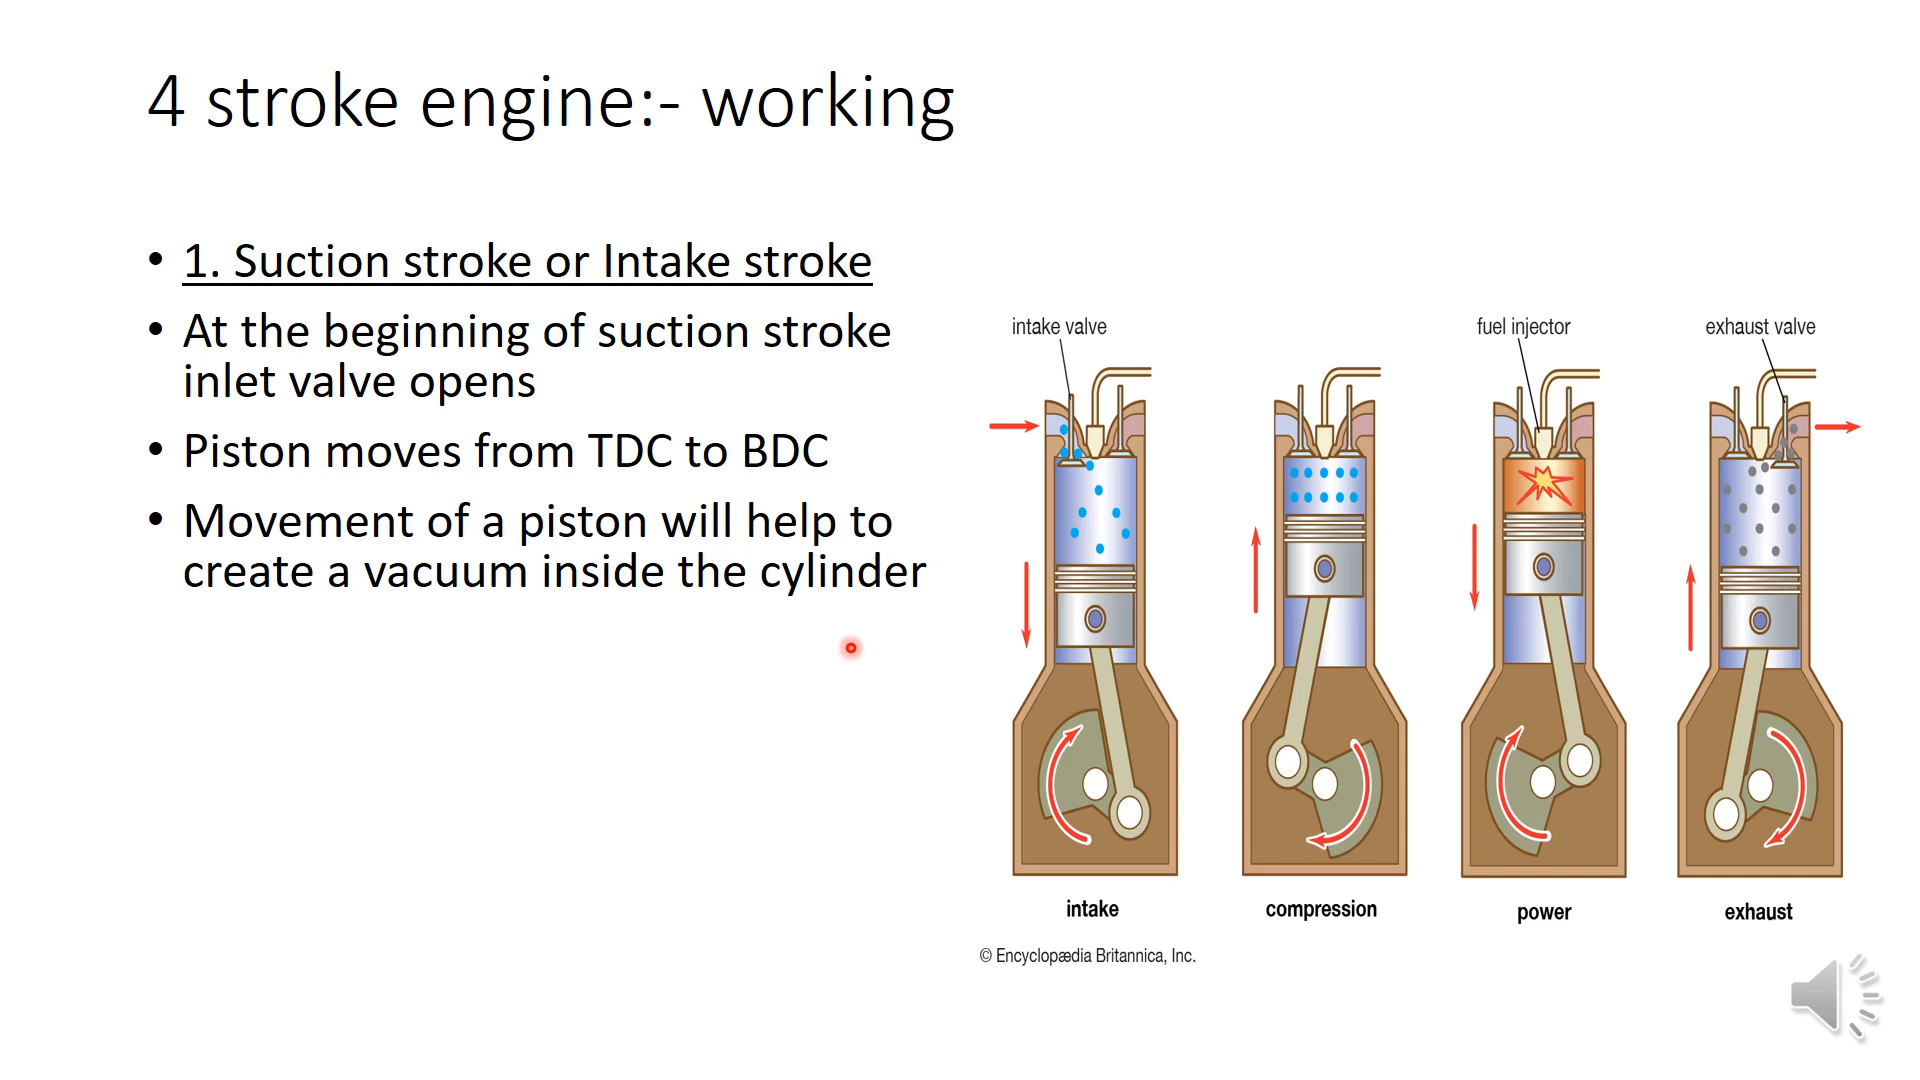 4 stroke engine:- working
• 1. Suction stroke or Intake stroke
• At the beginning of suction stroke
inlet valve opens
• Piston moves from TDC to BDC
• Movement of a piston will help to
create a vacuum inside the cylinder
intake valve
fuel injector
exhaust valve
intake
compression
power
exhaust
© Encyclopædia Britannica, Inc.